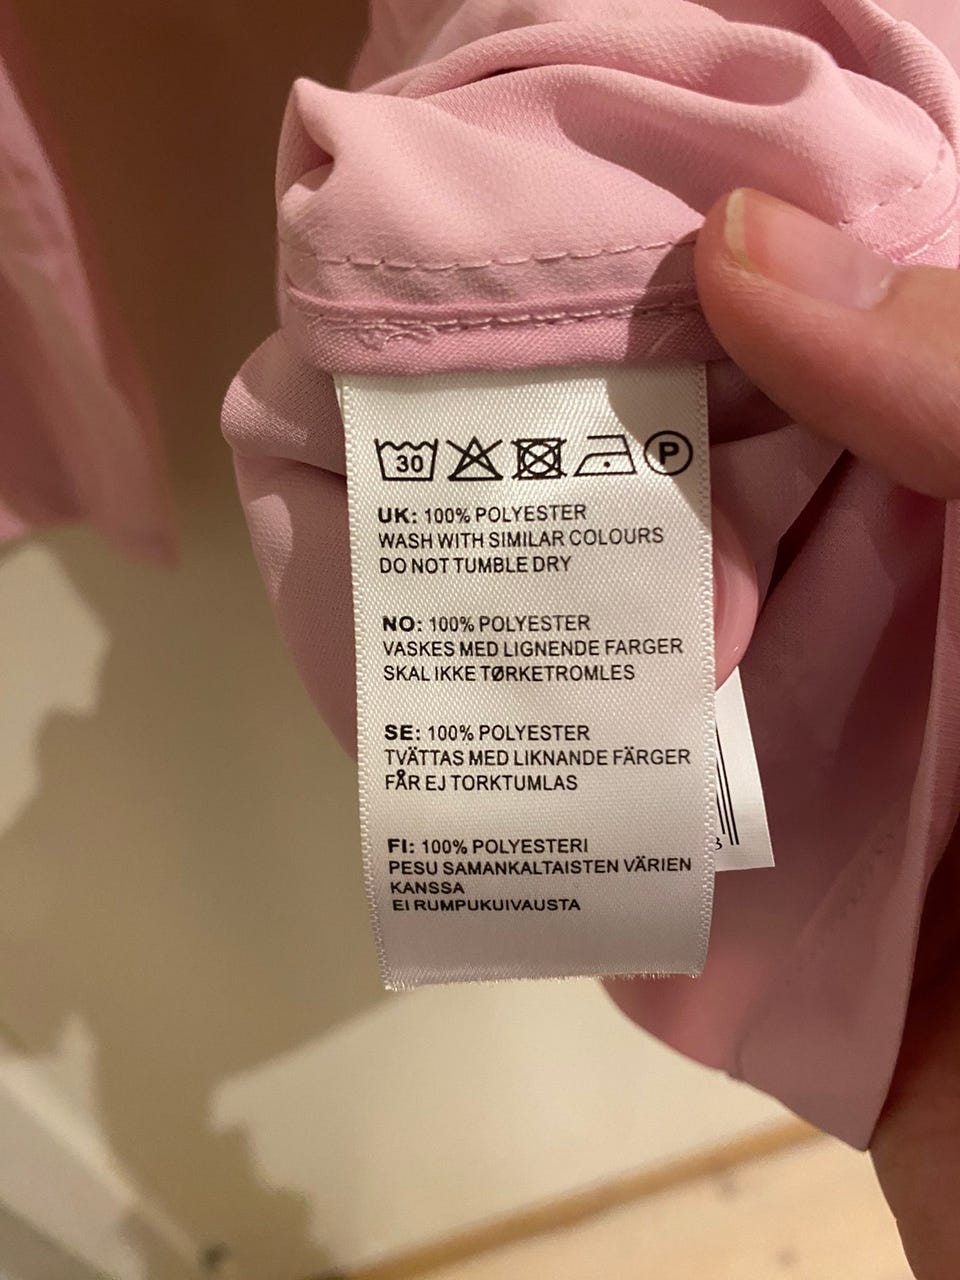 30 P
UK: 100% POLYESTER
WASH WITH SIMILAR COLOURS
DO NOT TUMBLE DRY
NO: 100% POLYESTER
VASKES MED LIGNENDE FARGER
SKAL IKKE TØRKETROMLES
SE: 100% POLYESTER
TVÄTTAS MED LIKNANDE FÄRGER
FÅR EJ TORKTUMLAS
FI: 100% POLYESTERI
PESU SAMANKALTAISTEN VÄRIEN
KANSSA
EI RUMPUKUIVAUSTA